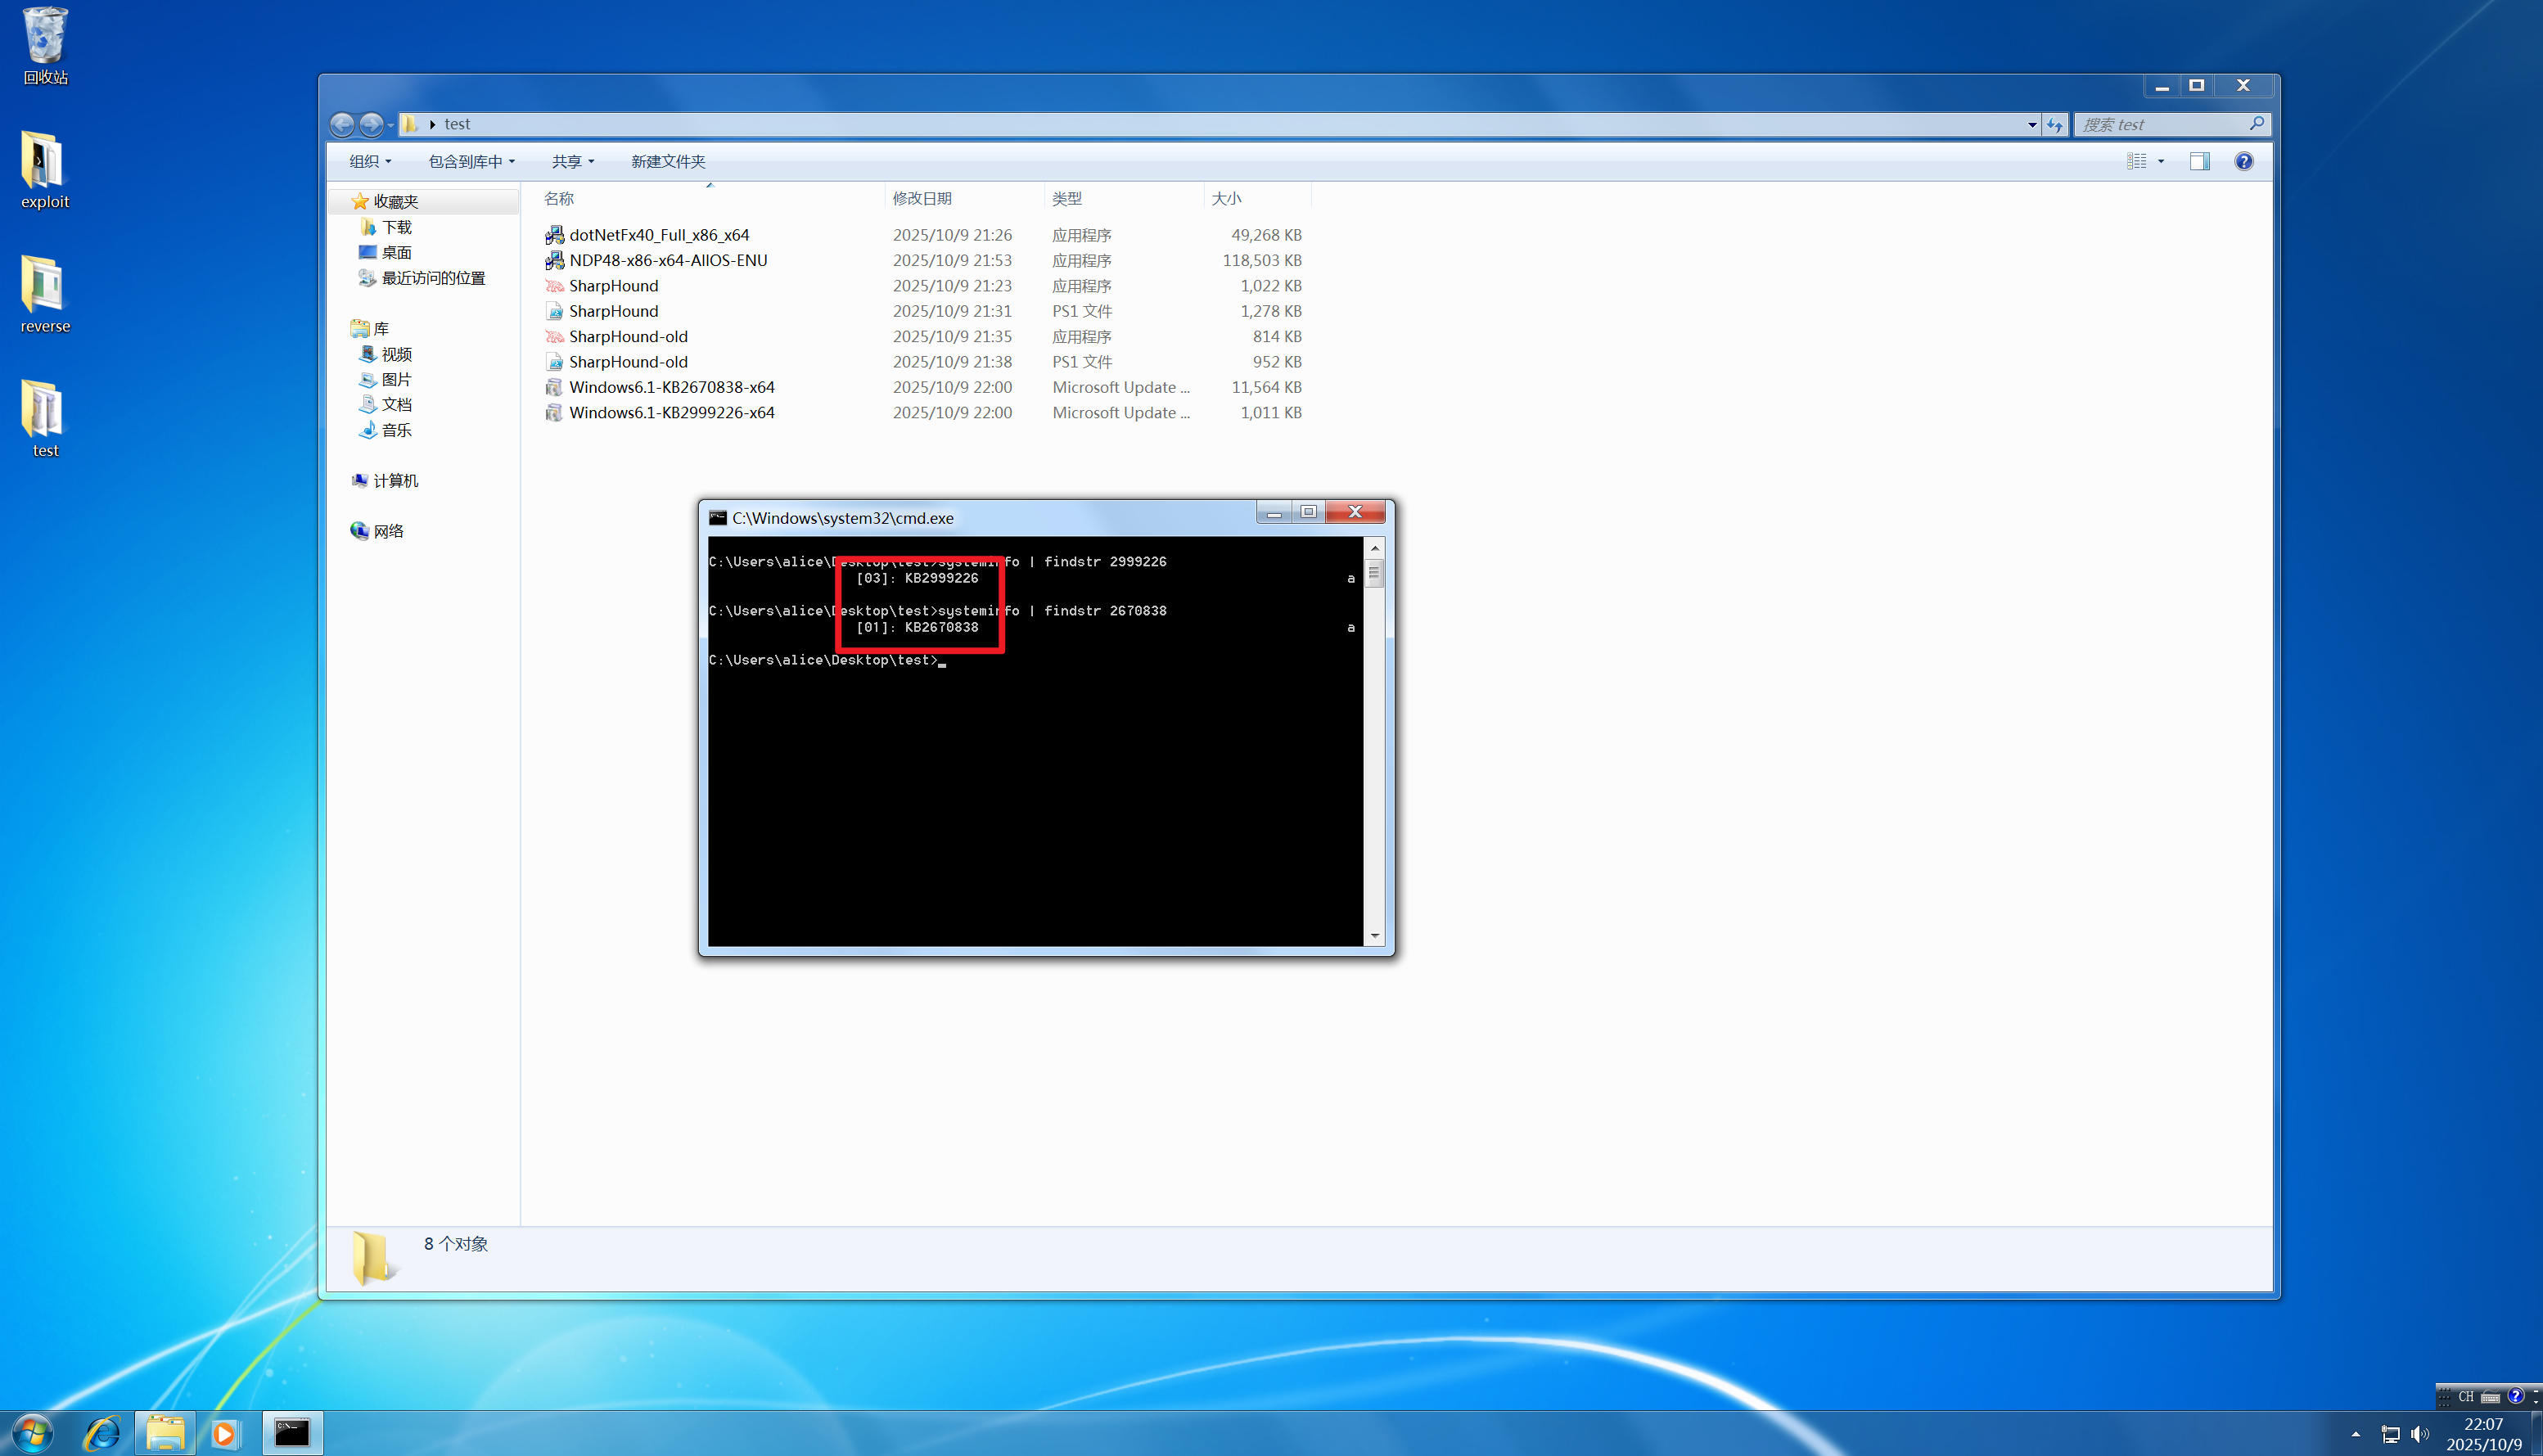 回收站
exploit
reverse
test
test
搜索 test
组织
包含到库中
共享
新建文件夹
收藏夹
下载
桌面
最近访问的位置
库
视频
图片
文档
音乐
计算机
网络
名称 修改日期 类型 大小
dotNetFx40_Full_x86_x64 2025/10/9 21:26 应用程序 49,268 KB
NDP48-x86-x64-AllOS-ENU 2025/10/9 21:53 应用程序 118,503 KB
SharpHound 2025/10/9 21:23 应用程序 1,022 KB
SharpHound 2025/10/9 21:31 PS1 文件 1,278 KB
SharpHound-old 2025/10/9 21:35 应用程序 814 KB
SharpHound-old 2025/10/9 21:38 PS1 文件 952 KB
Windows6.1-KB2670838-x64 2025/10/9 22:00 Microsoft Update ... 11,564 KB
Windows6.1-KB2999226-x64 2025/10/9 22:00 Microsoft Update ... 1,011 KB
C:\Windows\system32\cmd.exe
C:\Users\alice\Desktop\test>systeminfo | findstr 2999226
[03]: KB2999226 a
C:\Users\alice\Desktop\test>systeminfo | findstr 2670838
[01]: KB2670838 a
C:\Users\alice\Desktop\test>
8 个对象
CH
22:07
2025/10/9